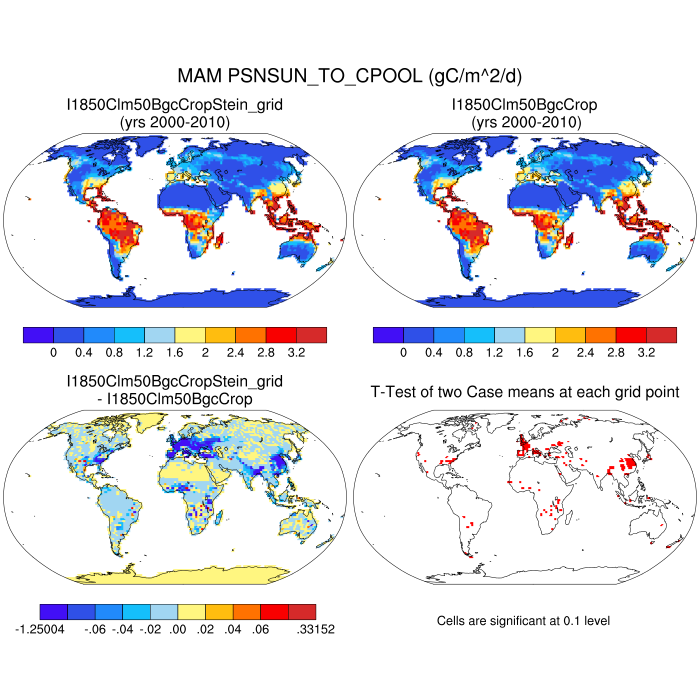 MAM PSNSUN_TO_CPOOL (gC/m^2/d)
I1850Clm50BgcCropStein_grid
(yrs 2000-2010)
I1850Clm50BgcCrop
(yrs 2000-2010)
0 0.4 0.8 1.2 1.6 2 2.4 2.8 3.2
0 0.4 0.8 1.2 1.6 2 2.4 2.8 3.2
I1850Clm50BgcCropStein_grid
- I1850Clm50BgcCrop
T-Test of two Case means at each grid point
-1.25004 -.06 -.04 -.02 .00 .02 .04 .06 .33152
Cells are significant at 0.1 level